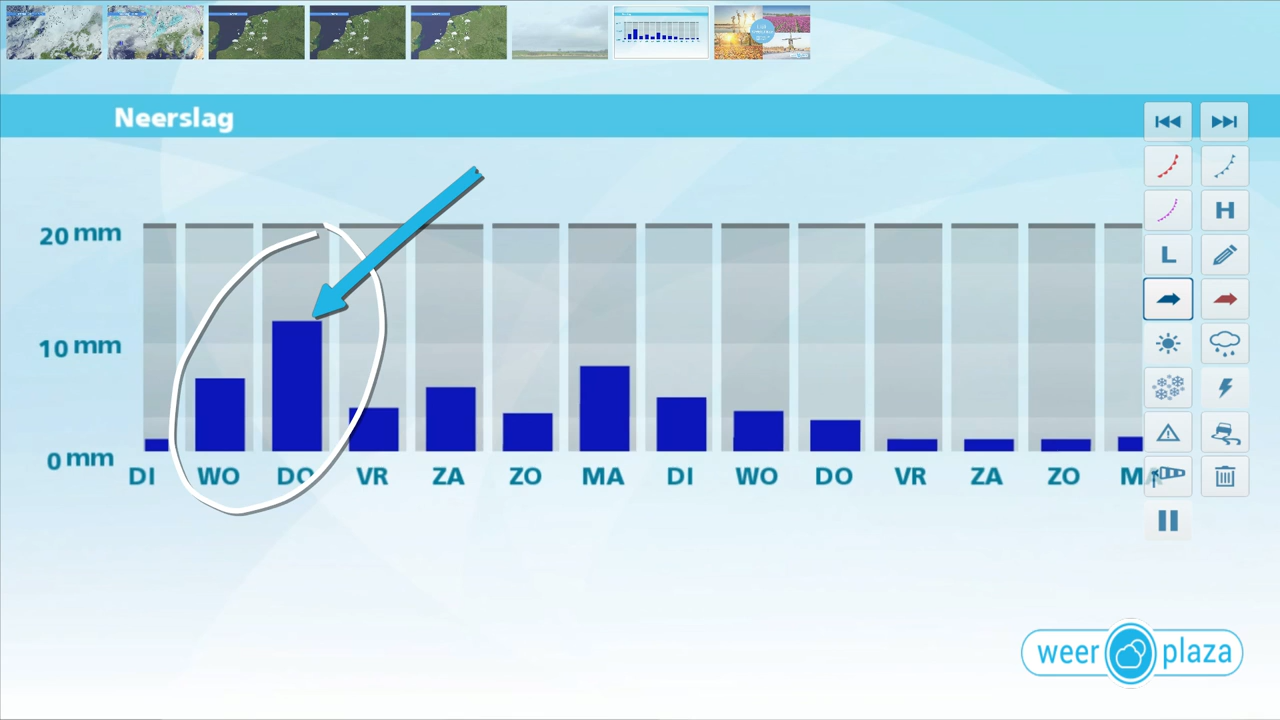 Neerslag
20 mm
10 mm
0 mm
DI WO DO VR ZA ZO MA DI WO DO VR ZA ZO MA
H
L
weer plaza